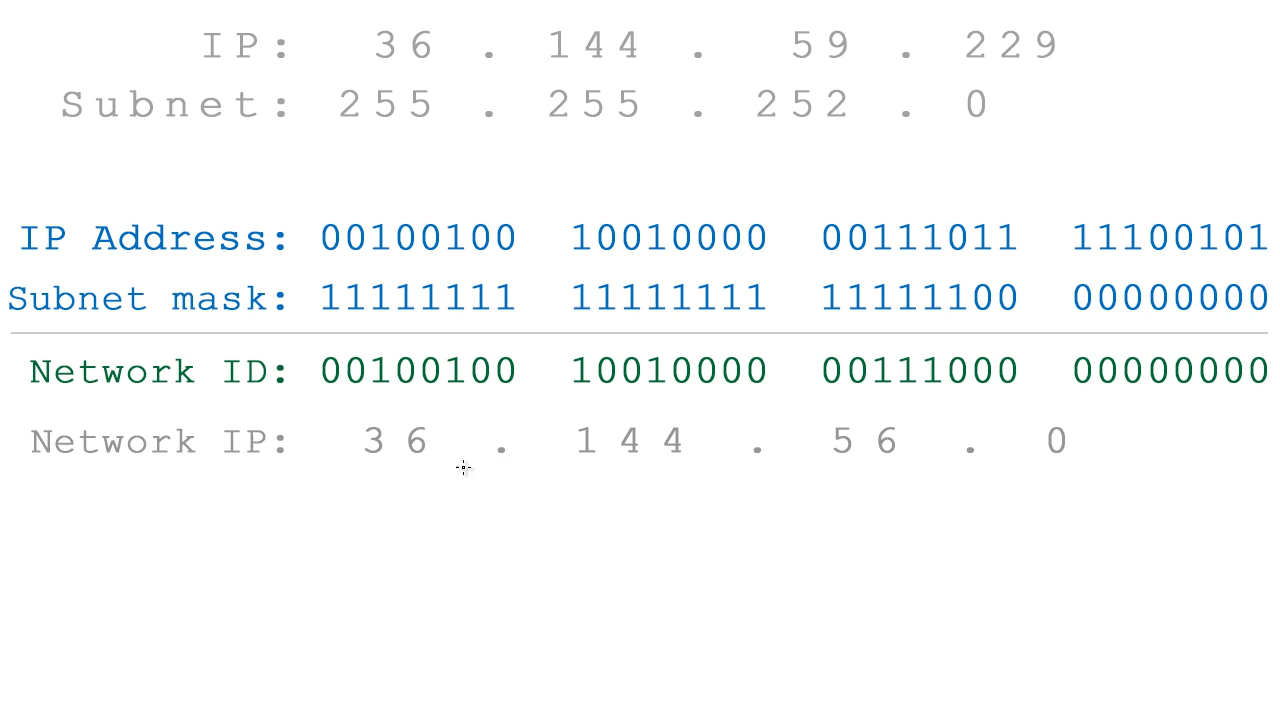 IP: 36 . 144 . 59 . 229
Subnet: 255 . 255 . 252 . 0
IP Address: 00100100 10010000 00111011 11100101
Subnet mask: 11111111 11111111 11111100 00000000
Network ID: 00100100 10010000 00111000 00000000
Network IP: 36 . 144 . 56 . 0